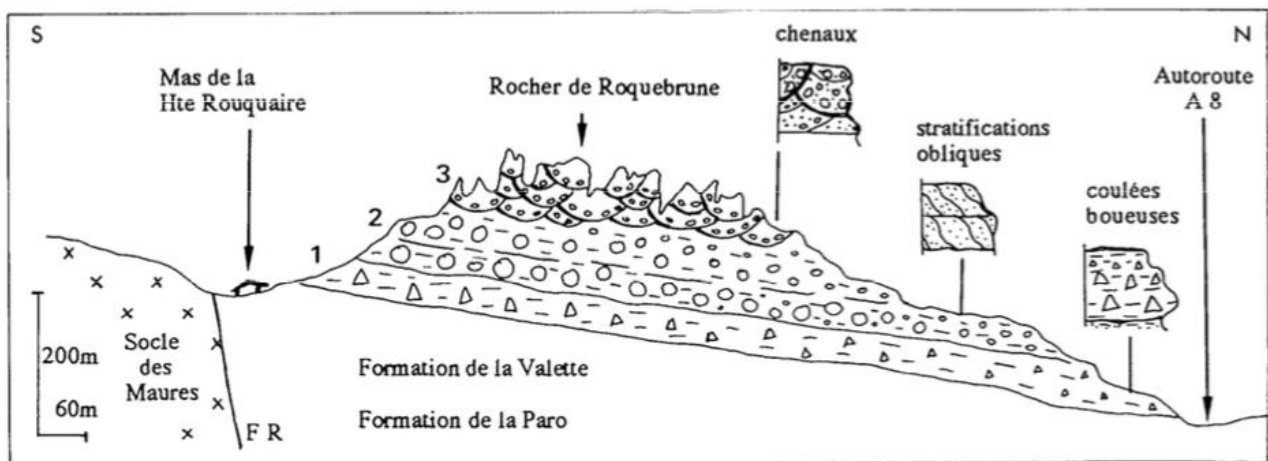 S
N
chenaux
Mas de la
Hte Rouquaire
Rocher de Roquebrune
Autoroute
A 8
stratifications
obliques
coulées
boueuses
3
2
1
200m
60m
Socle
des
Maures
Formation de la Valette
Formation de la Paro
F R